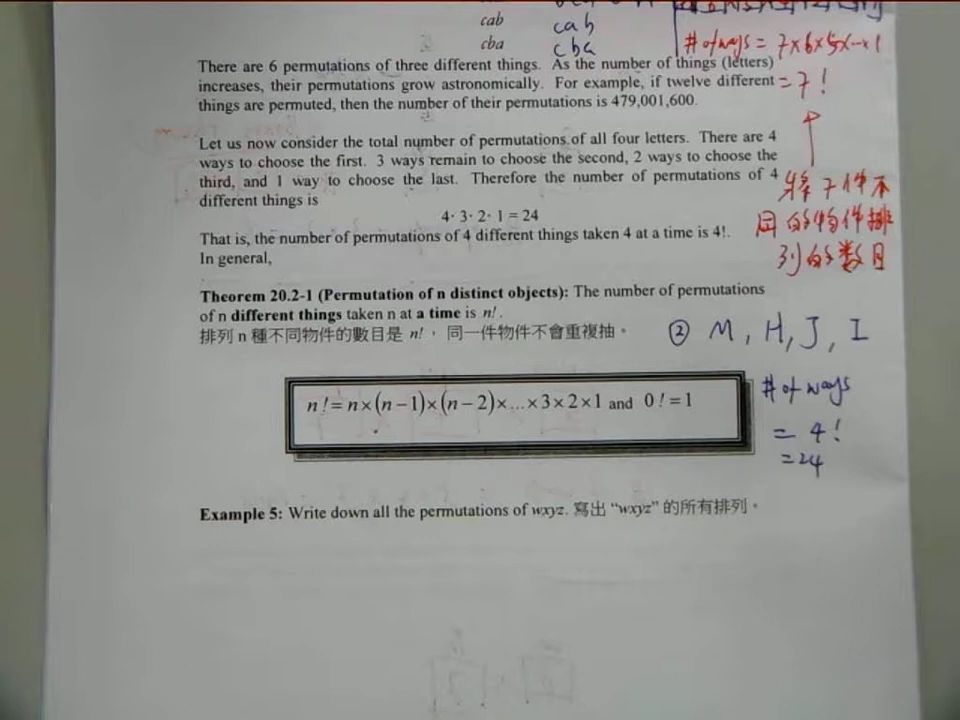 cab
cab
cba
cba
# of ways = 7×6×5×…×1
= 7!
There are 6 permutations of three different things. As the number of things (letters)
increases, their permutations grow astronomically. For example, if twelve different
things are permuted, then the number of their permutations is 479,001,600.
Let us now consider the total number of permutations of all four letters. There are 4
ways to choose the first. 3 ways remain to choose the second, 2 ways to choose the
third, and 1 way to choose the last. Therefore the number of permutations of 4
different things is
4· 3· 2· 1 = 24
That is, the number of permutations of 4 different things taken 4 at a time is 4!.
In general,
將7件不
同的物件排
列的数目
Theorem 20.2-1 (Permutation of n distinct objects): The number of permutations
of n different things taken n at a time is n!.
排列 n 種不同物件的數目是 n!， 同一件物件不會重複抽。
② M, H, J, I
# of ways
= 4!
= 24
n! = n×(n−1)×(n−2)×…×3×2×1 and 0! = 1
Example 5: Write down all the permutations of wxyz. 寫出 “wxyz” 的所有排列。